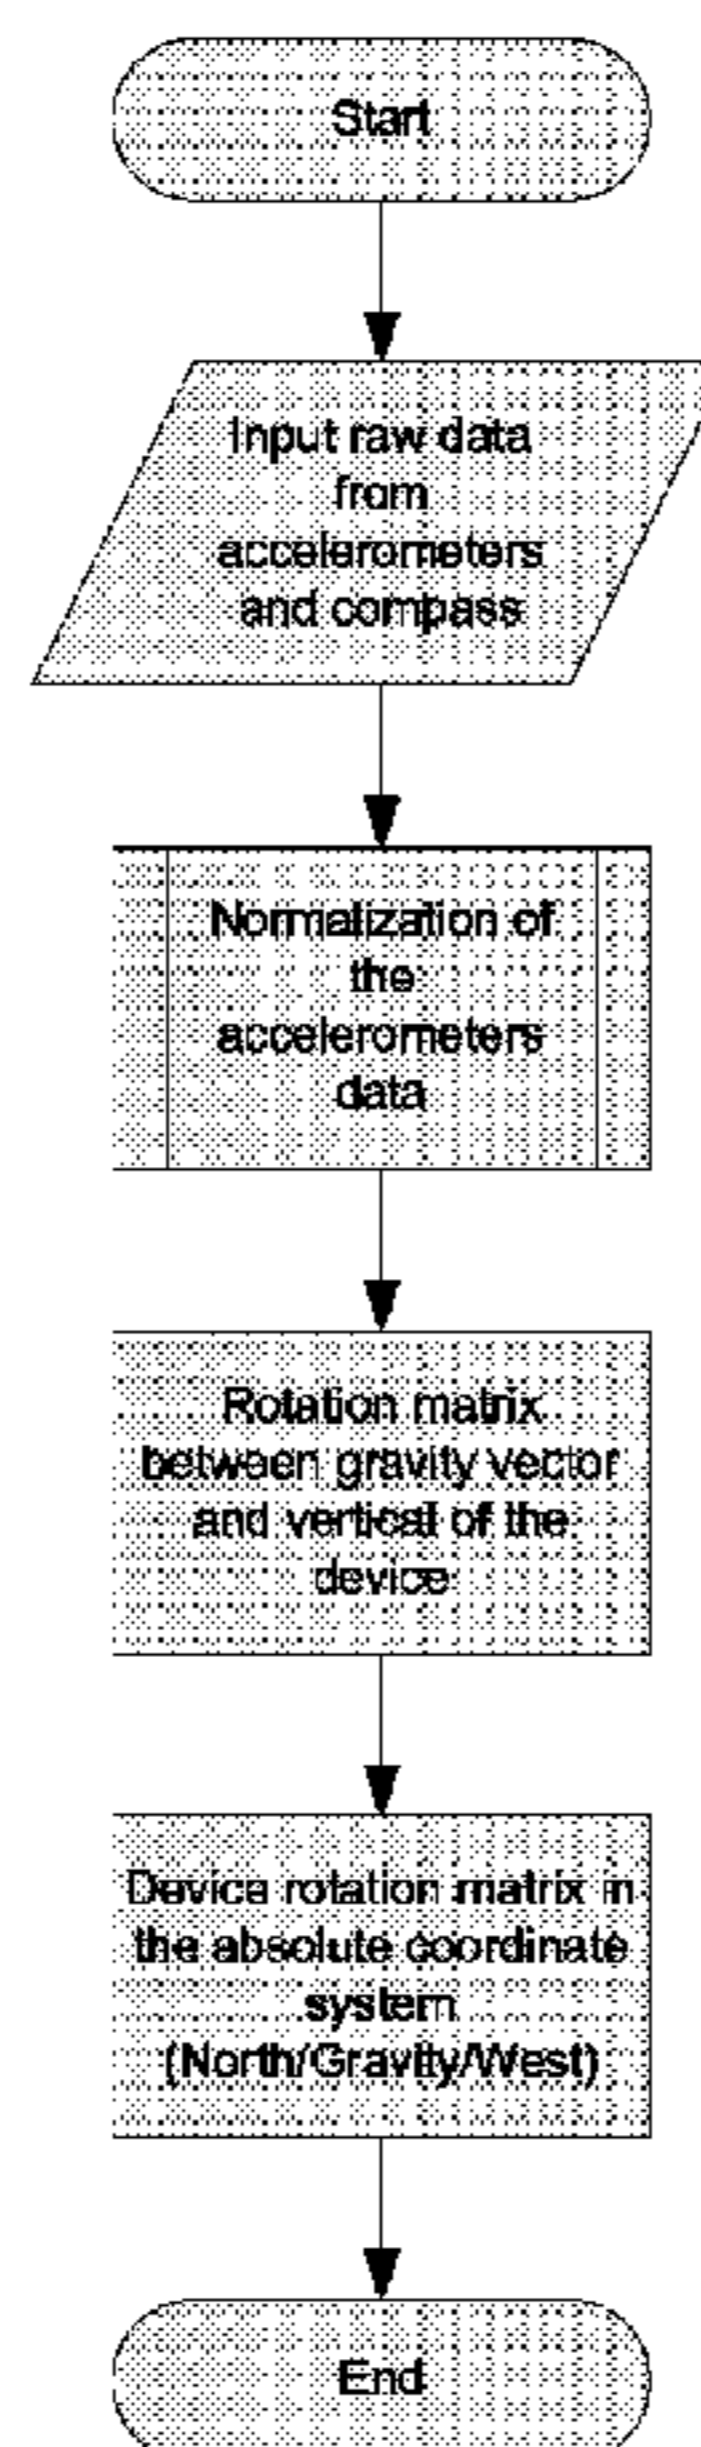 Start
Input raw data
from
accelerometers
and compass
Normalization of
the
accelerometers
data
Rotation matrix
between gravity vector
and vertical of the
device
Device rotation matrix in
the absolute coordinate
system
(North/Gravity/West)
End